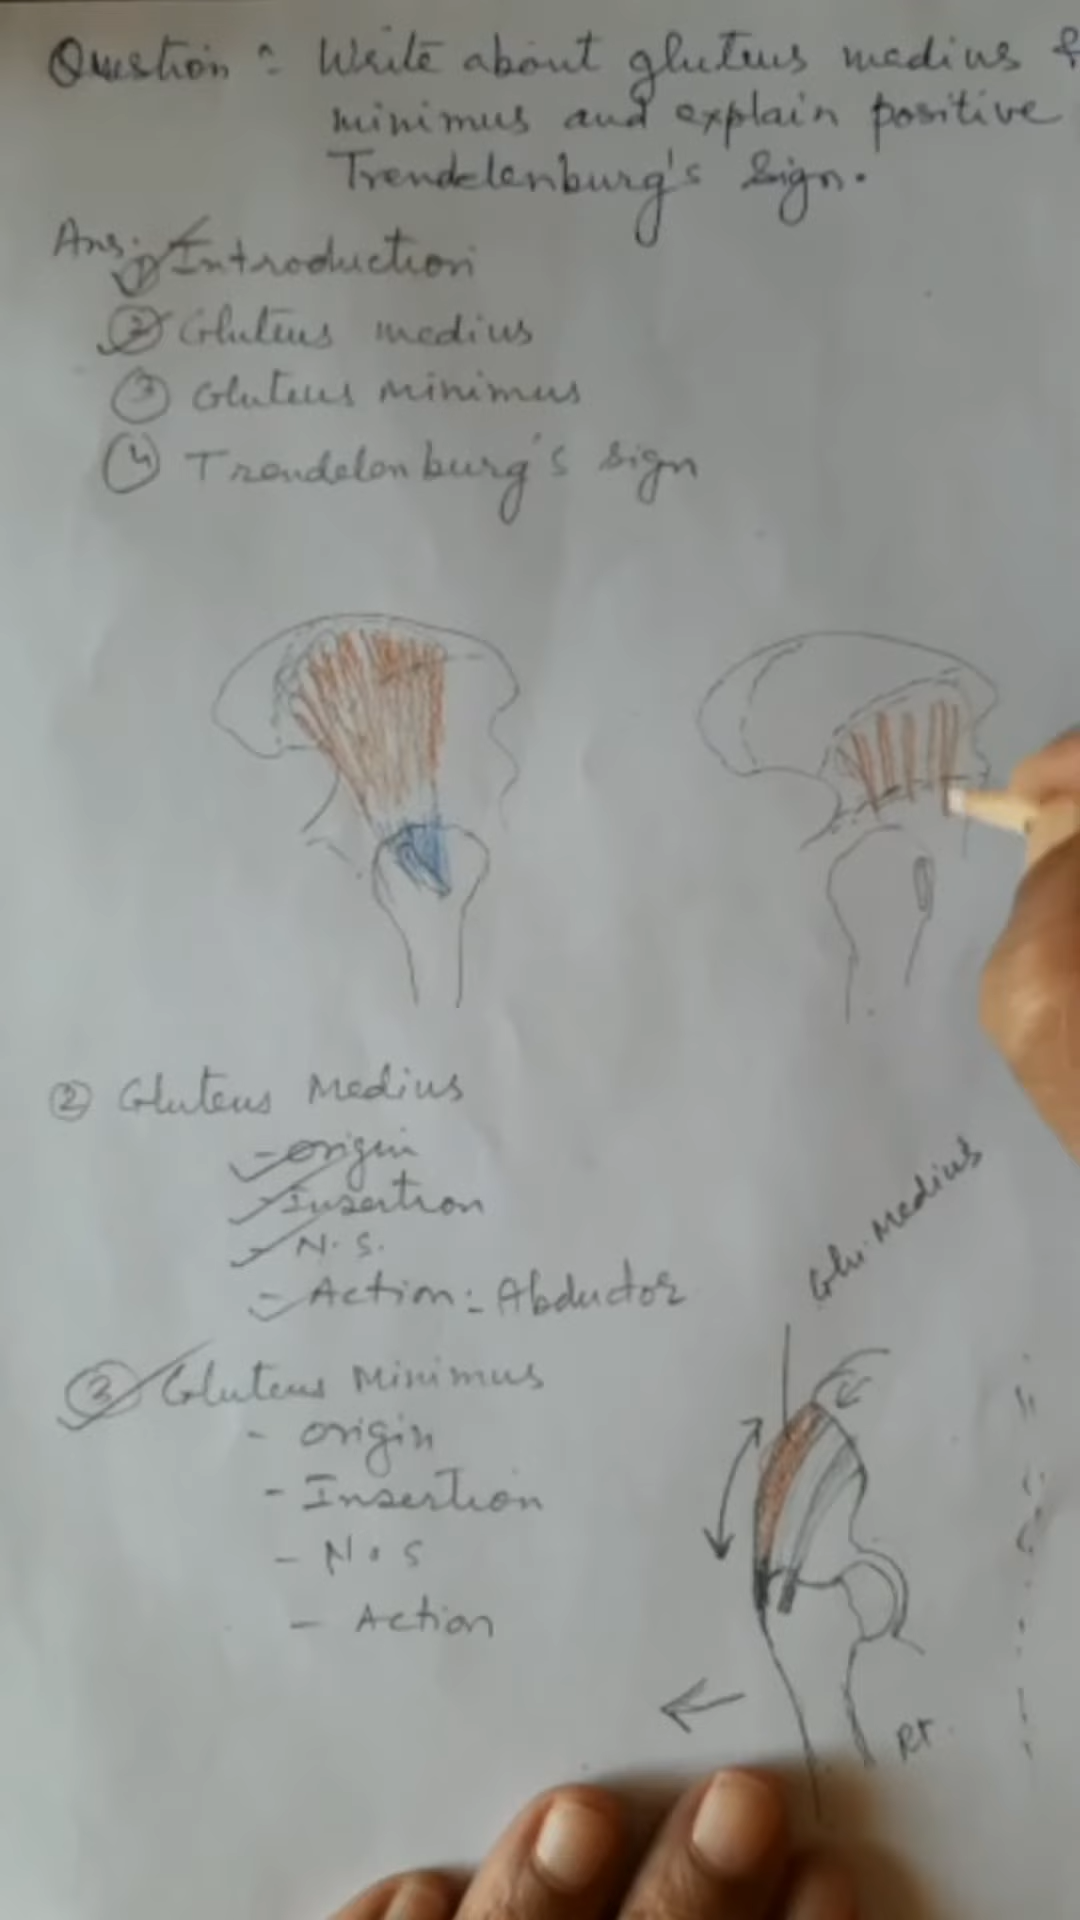 Question: Write about gluteus medius &
minimus and explain positive
Trendelenburg's Sign.
Ans: ① Introduction
② Gluteus medius
③ Gluteus Minimus
④ Trendelenburg's sign
② Gluteus Medius
- origin
- Insertion
- N.S.
- Action:- Abductor
Glu. Medius
③ Gluteus Minimus
- origin
- Insertion
- N.S
- Action
Rt.